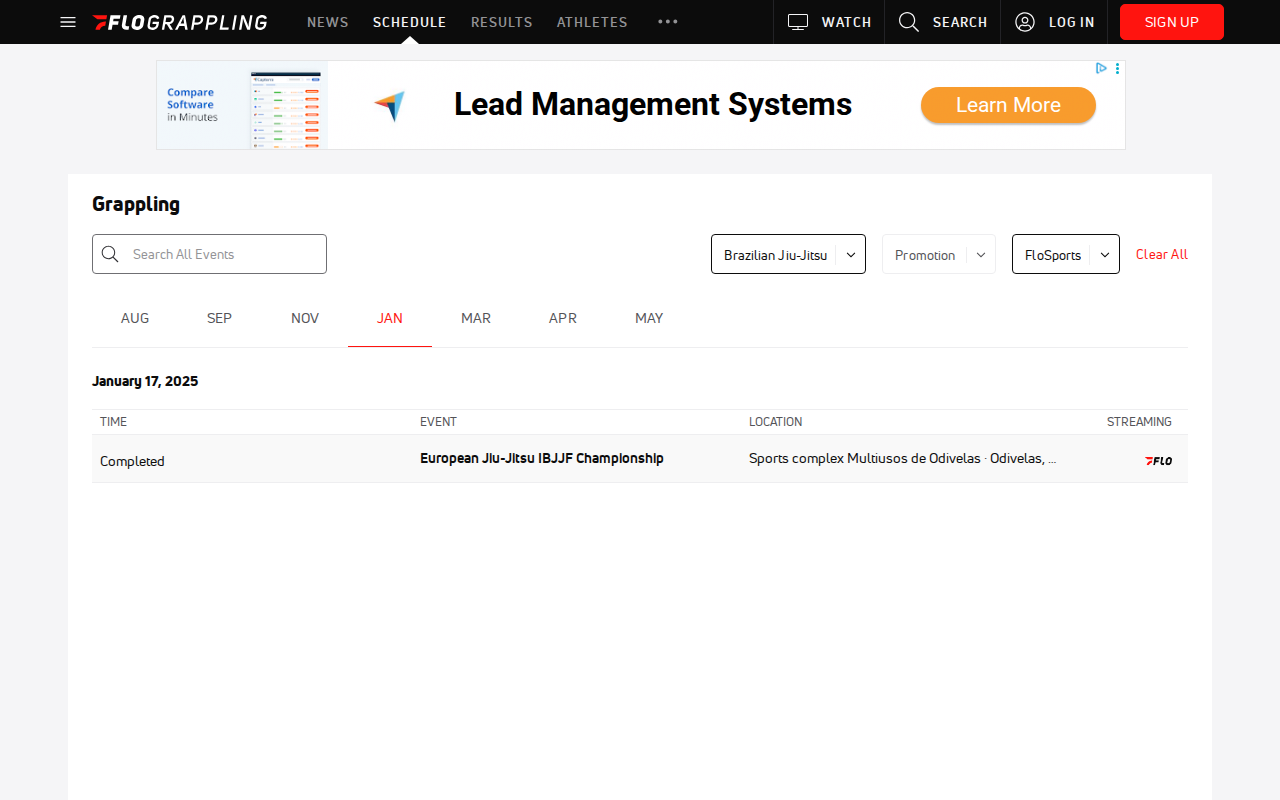 FLOGRAPPLING
NEWS
SCHEDULE
RESULTS
ATHLETES
WATCH
SEARCH
LOG IN
SIGN UP
Compare
Software
in Minutes
Lead Management Systems
Learn More
Grappling
Search All Events
Brazilian Jiu-Jitsu
Promotion
FloSports
Clear All
AUG
SEP
NOV
JAN
MAR
APR
MAY
January 17, 2025
TIME
EVENT
LOCATION
STREAMING
Completed
European Jiu-Jitsu IBJJF Championship
Sports complex Multiusos de Odivelas · Odivelas, ...
FLO